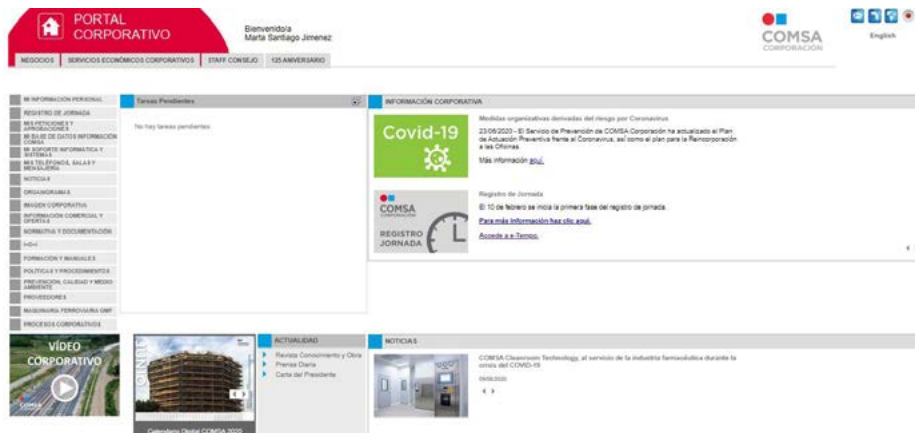 PORTAL
CORPORATIVO
Bienvenido/a
Marta Santiago Jimenez
COMSA
CORPORACIÓN
English
NEGOCIOS
SERVICIOS ECONÓMICOS CORPORATIVOS
STAFF CONSEJO
125 ANIVERSARIO
MI INFORMACIÓN PERSONAL
REGISTRO DE JORNADA
MIS PETICIONES Y
APROBACIONES
MI BASE DE DATOS INFORMACIÓN
COMSA
MI SOPORTE INFORMÁTICA Y
SISTEMAS
MIS TELÉFONOS, SALAS Y
MENSAJERÍA
NOTICIAS
ORGANIGRAMAS
IMAGEN CORPORATIVA
INFORMACIÓN COMERCIAL Y
OFERTAS
NORMATIVA Y DOCUMENTACIÓN
I+D+i
FORMACIÓN Y MANUALES
POLÍTICAS Y PROCEDIMIENTOS
PREVENCIÓN, CALIDAD Y MEDIO
AMBIENTE
PROVEEDORES
MAQUINARIA FERROVIARIA GMF
PROCESOS CORPORATIVOS
Tareas Pendientes
No hay tareas pendientes
INFORMACIÓN CORPORATIVA
Covid-19
Medidas organizativas derivadas del riesgo por Coronavirus
23/06/2020 - El Servicio de Prevención de COMSA Corporación ha actualizado el Plan
de Actuación Preventiva frente al Coronavirus, así como el plan para la Reincorporación
a las Oficinas.
Más información aquí.
COMSA
CORPORACIÓN
REGISTRO
JORNADA
Registro de Jornada
El 10 de febrero se inicia la primera fase del registro de jornada.
Para más información haz clic aquí.
Accede a e-Tempo.
VÍDEO
CORPORATIVO
COMSA
JUNIO
Calendario Digital COMSA 2020
ACTUALIDAD
Revista Conocimiento y Obra
Prensa Diaria
Carta del Presidente
NOTICIAS
COMSA Cleanroom Technology, al servicio de la industria farmacéutica durante la
crisis del COVID-19